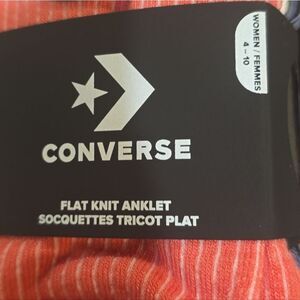 WOMEN / FEMMES
4 - 10
CONVERSE
FLAT KNIT ANKLET
SOCQUETTES TRICOT PLAT